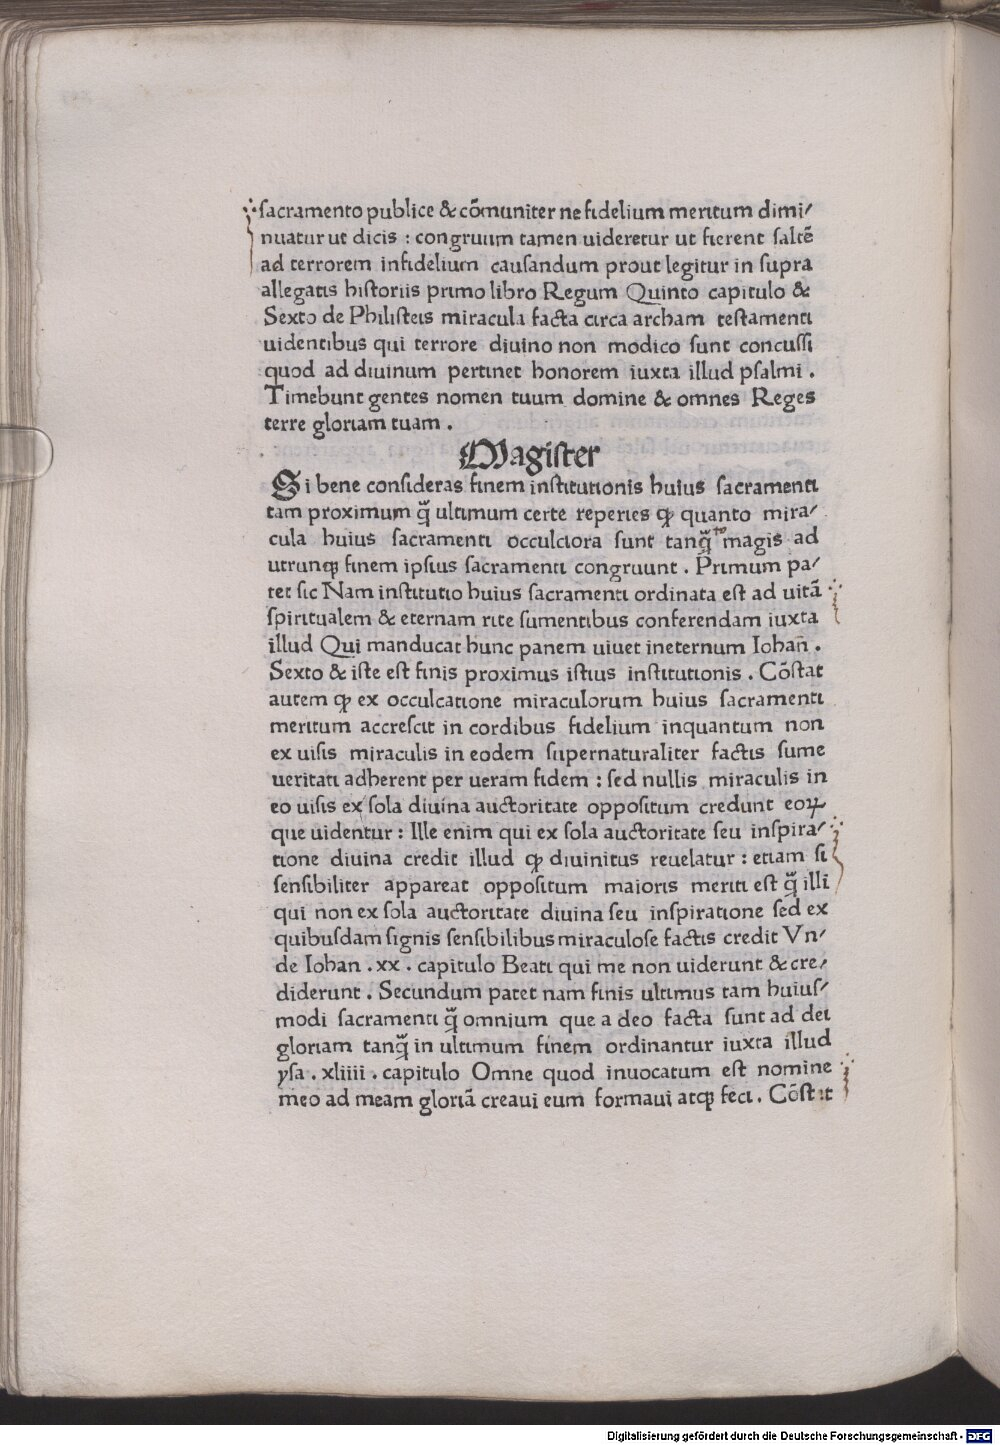 sacramento publice & cōmuniter ne fidelium meritum dimi/
nuatur ut dicis : congruum tamen uideretur ut fierent saltē
ad terrorem infidelium causandum prout legitur in supra
allegatis historiis primo libro Regum Quinto capitulo &
Sexto de Philisteis miracula facta circa archam testamenti
uidentibus qui terrore diuino non modico sunt concussi
quod ad diuinum pertinet honorem iuxta illud psalmi .
Timebunt gentes nomen tuum domine & omnes Reges
terre gloriam tuam .
Magister
Si bene consideras finem institutionis huius sacramenti
tam proximum q̄ ultimum certe reperies ꝙ quanto mira/
cula huius sacramenti occultiora sunt tanq̄ to magis ad
utrunqꝫ finem ipsius sacramenti congruunt . Primum pa/
tet sic Nam institutio huius sacramenti ordinata est ad uitā
spiritualem & eternam rite sumentibus conferendam iuxta
illud Qui manducat hunc panem uiuet ineternum Iohan̄ .
Sexto & iste est finis proximus istius institutionis . Cōstat
autem ꝙ ex occultatione miraculorum huius sacramenti
meritum accrescit in cordibus fidelium inquantum non
ex uisis miraculis in eodem supernaturaliter factis sume
ueritati adherent per ueram fidem : sed nullis miraculis in
eo uisis ex sola diuina auctoritate oppositum credunt eoꝝ
que uidentur : Ille enim qui ex sola auctoritate seu inspira/
tione diuina credit illud ꝙ diuinitus reuelatur : etiam si
sensibiliter appareat oppositum maioris meriti est q̄ illi
qui non ex sola auctoritate diuina seu inspiratione sed ex
quibusdam signis sensibilibus miraculose factis credit Vn/
de Iohan . xx . capitulo Beati qui me non uiderunt & cre/
diderunt . Secundum patet nam finis ultimus tam huius/
modi sacramenti q̄ omnium que a deo facta sunt ad dei
gloriam tanq̄ in ultimum finem ordinantur iuxta illud
ysa . xliiii . capitulo Omne quod inuocatum est nomine
meo ad meam gloriā creaui eum formaui atqꝫ feci . Cōstat
Digitalisierung gefördert durch die Deutsche Forschungsgemeinschaft - DFG